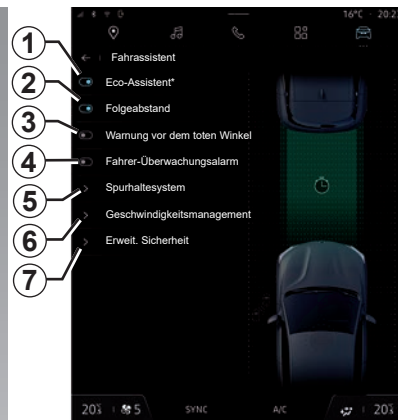 16°C 20:2
1
Fahrassistent
2
Eco-Assistent*
Folgeabstand
3
Warnung vor dem toten Winkel
4
Fahrer-Überwachungsalarm
5
Spurhaltesystem
6
Geschwindigkeitsmanagement
7
Erweit. Sicherheit
20 5 SYNC A/C 20